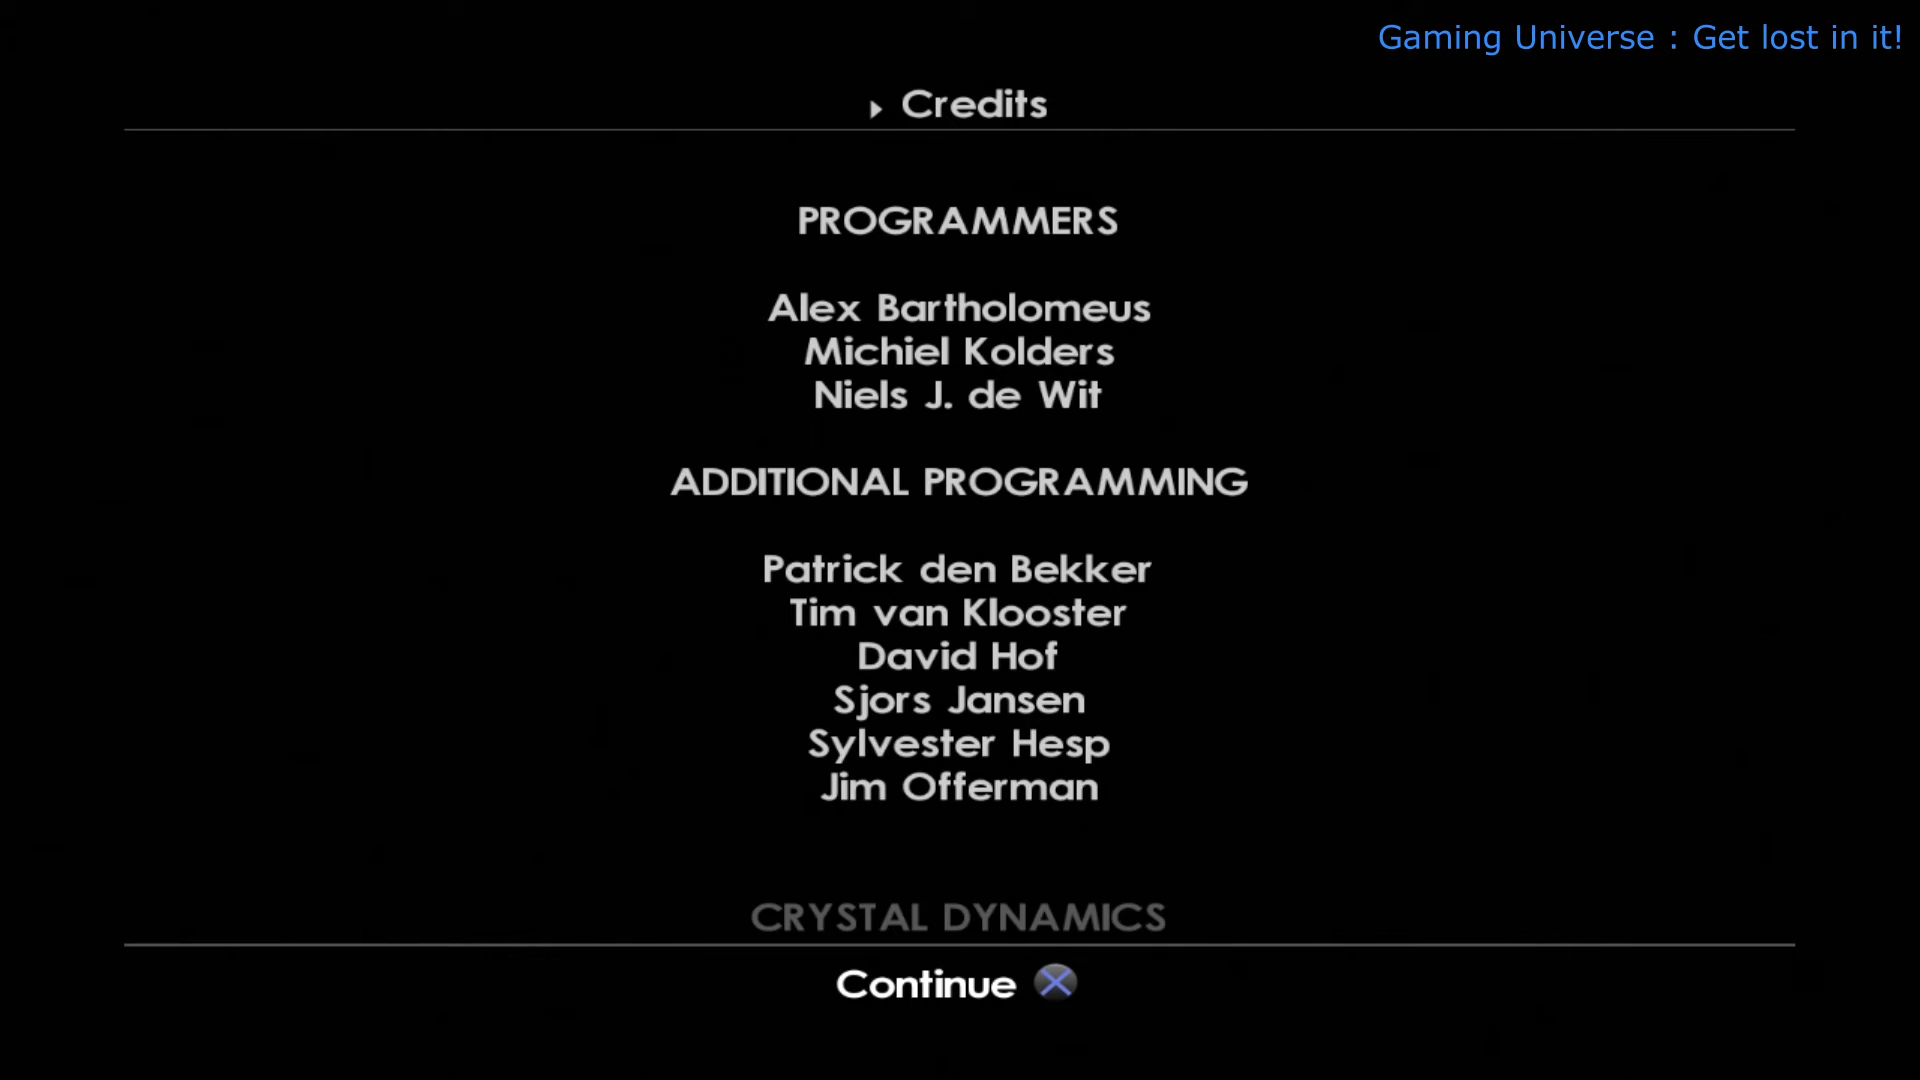 Gaming Universe : Get lost in it!
Credits
PROGRAMMERS
Alex Bartholomeus
Michiel Kolders
Niels J. de Wit
ADDITIONAL PROGRAMMING
Patrick den Bekker
Tim van Klooster
David Hof
Sjors Jansen
Sylvester Hesp
Jim Offerman
CRYSTAL DYNAMICS
Continue